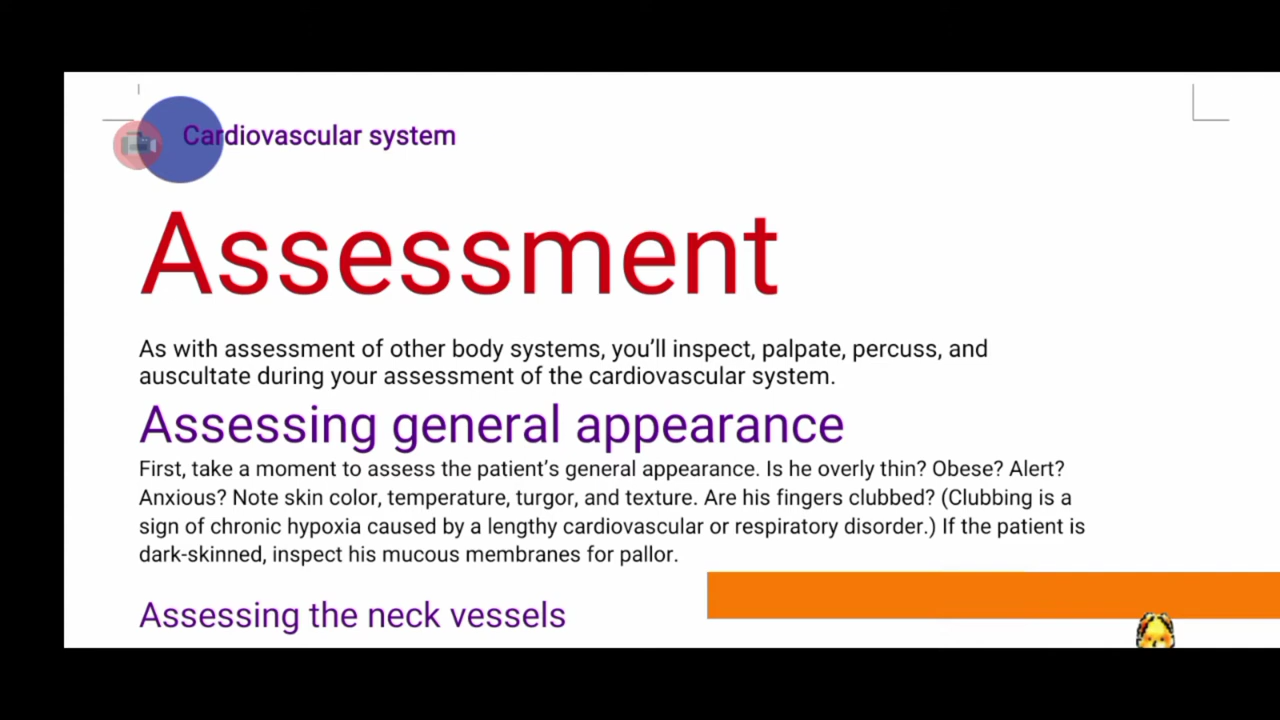 Cardiovascular system
Assessment
As with assessment of other body systems, you’ll inspect, palpate, percuss, and
auscultate during your assessment of the cardiovascular system.
Assessing general appearance
First, take a moment to assess the patient’s general appearance. Is he overly thin? Obese? Alert?
Anxious? Note skin color, temperature, turgor, and texture. Are his fingers clubbed? (Clubbing is a
sign of chronic hypoxia caused by a lengthy cardiovascular or respiratory disorder.) If the patient is
dark-skinned, inspect his mucous membranes for pallor.
Assessing the neck vessels